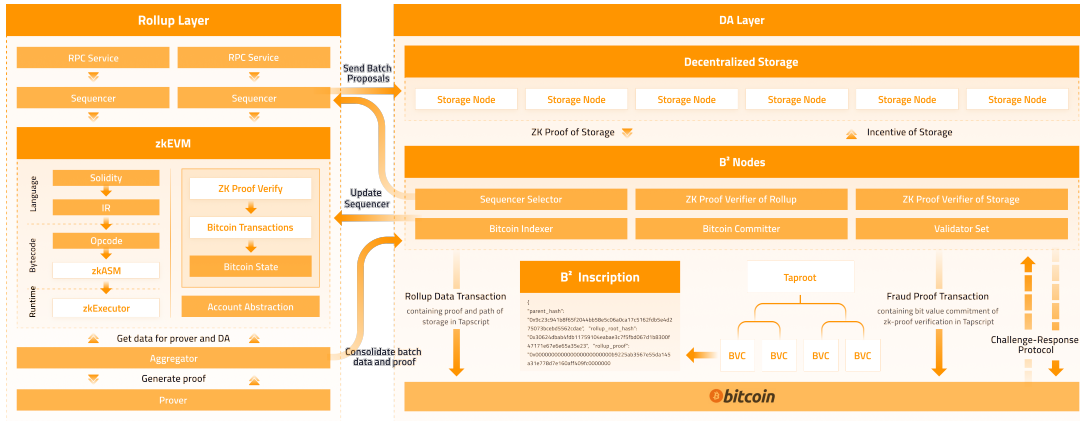 Rollup Layer
RPC Service
RPC Service
Sequencer
Sequencer
zkEVM
Language
Bytecode
Runtime
Solidity
IR
Opcode
zkASM
zkExecutor
ZK Proof Verify
Bitcoin Transactions
Bitcoin State
Account Abstraction
Get data for prover and DA
Aggregator
Generate proof
Prover
Send Batch
Proposals
Update
Sequencer
Consolidate batch
data and proof
DA Layer
Decentralized Storage
Storage Node
Storage Node
Storage Node
Storage Node
Storage Node
Storage Node
ZK Proof of Storage
Incentive of Storage
B² Nodes
Sequencer Selector
ZK Proof Verifier of Rollup
ZK Proof Verifier of Storage
Bitcoin Indexer
Bitcoin Committer
Validator Set
Rollup Data Transaction
containing proof and path of
storage in Tapscript
B² Inscription
{
"parent_hash":
"rollup_root_hash":
"rollup_proof":
Taproot
BVC
BVC
BVC
BVC
Fraud Proof Transaction
containing bit value commitment of
zk-proof verification in Tapscript
Challenge-Response
Protocol
bitcoin